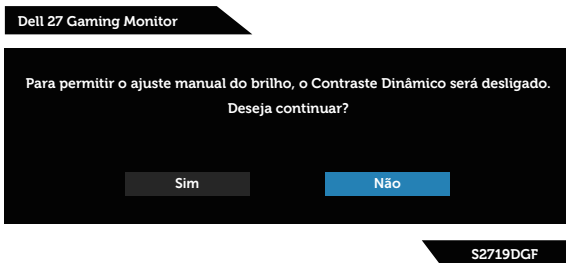 Dell 27 Gaming Monitor
Para permitir o ajuste manual do brilho, o Contraste Dinâmico será desligado.
Deseja continuar?
Sim
Não
S2719DGF